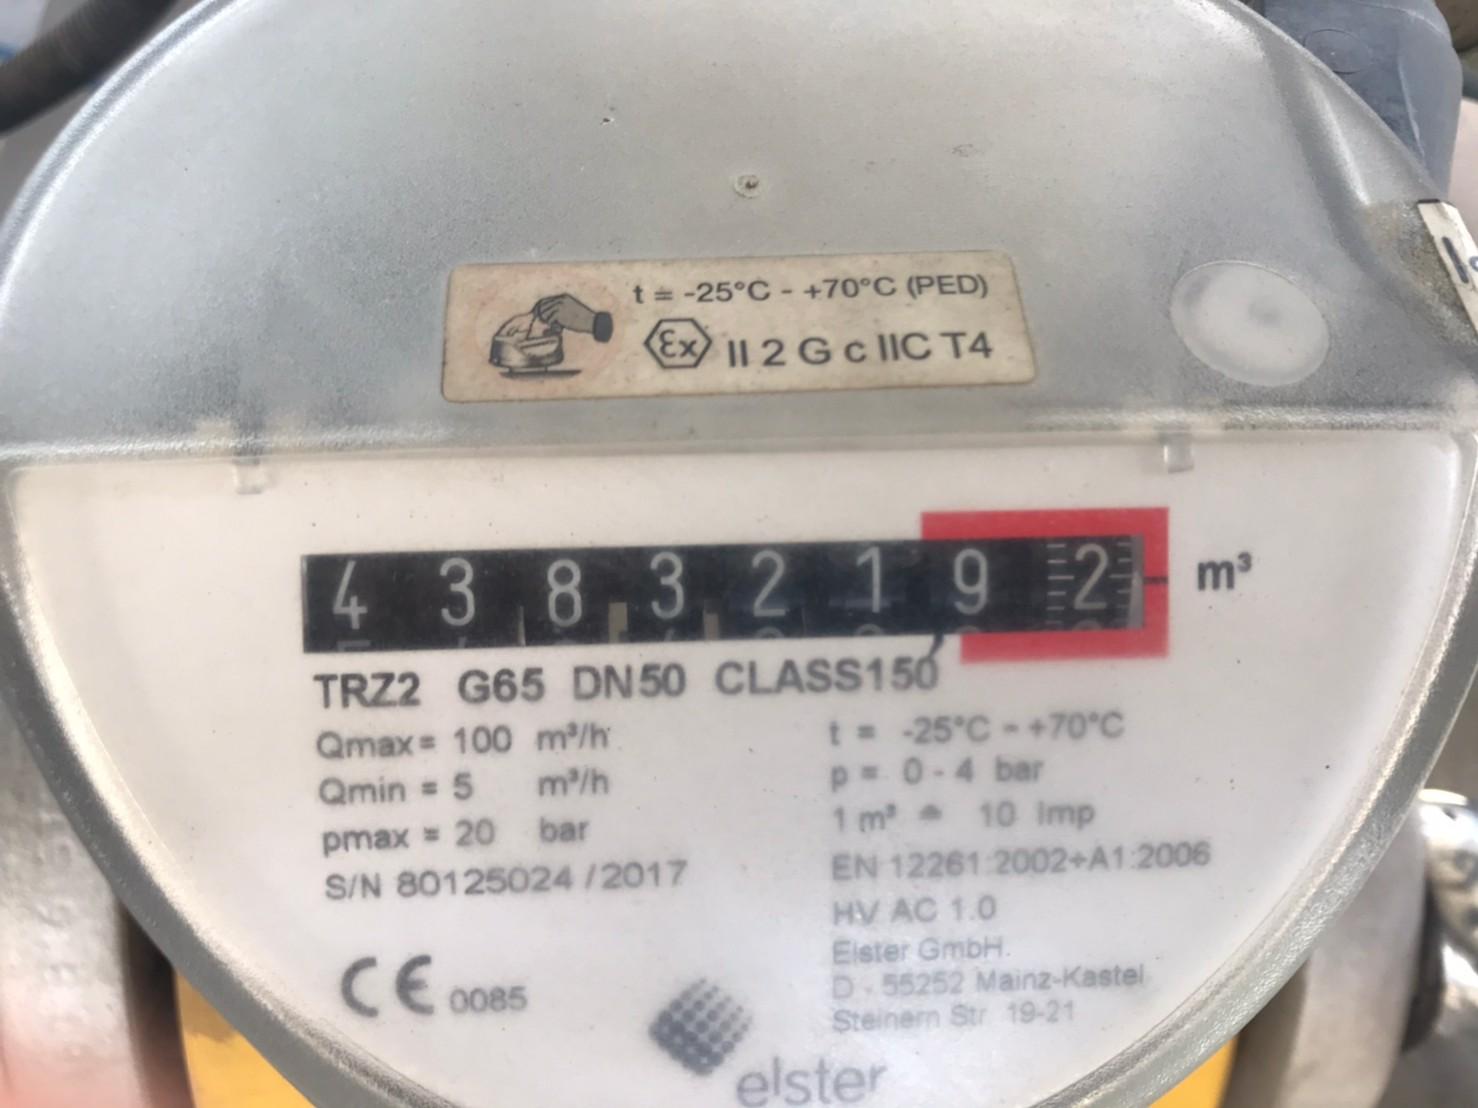 t = -25°C - +70°C (PED)
Ex II 2 G c IIC T4
4 3 8 3 2 1 9 2 m³
TRZ2 G65 DN50 CLASS150
Qmax = 100 m³/h
Qmin = 5 m³/h
pmax = 20 bar
S/N 80125024 / 2017
t = -25°C - +70°C
p = 0 - 4 bar
1 m³ ≙ 10 Imp
EN 12261:2002+A1:2006
HV AC 1.0
Elster GmbH.
D - 55252 Mainz-Kastel
Steinern Str 19-21
CE 0085
elster